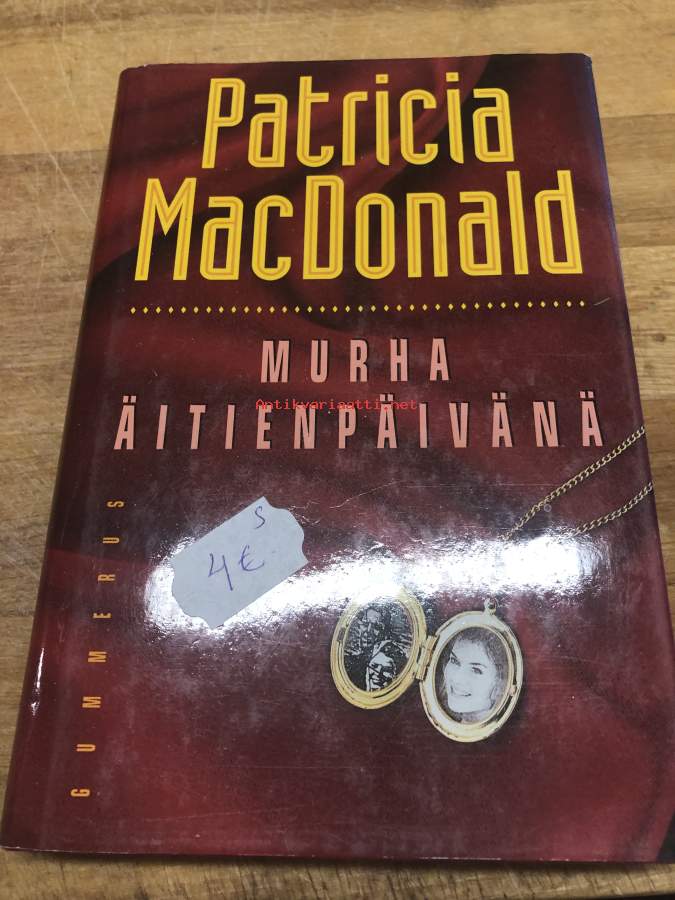 Patricia
MacDonald
MURHA
Antikvariaatti.net
ÄITIENPÄIVÄNÄ
S
4€
GUMMERUS